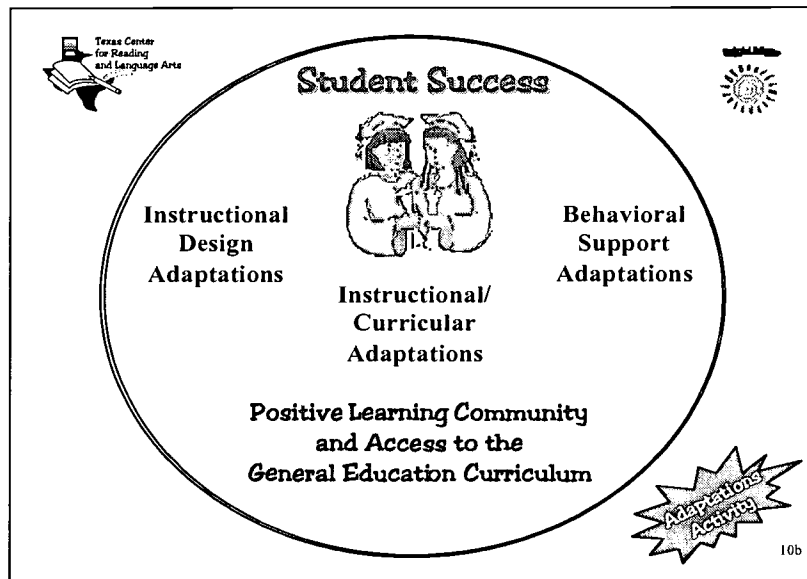 Texas Center
for Reading
and Language Arts
Student Success
Instructional
Design
Adaptations
Behavioral
Support
Adaptations
Instructional/
Curricular
Adaptations
Positive Learning Community
and Access to the
General Education Curriculum
Adaptations
Activity
10b